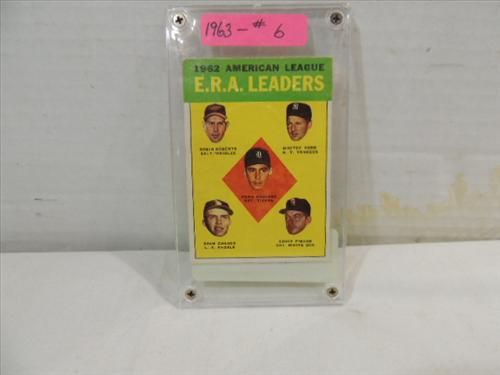 1963 - # 6
1962 AMERICAN LEAGUE
E.R.A. LEADERS
ROBIN ROBERTS
BALT. ORIOLES
WHITEY FORD
N. Y. YANKEES
HANK AGUIRRE
DET. TIGERS
DEAN CHANCE
L. A. ANGELS
EDDIE FISHER
CHI. WHITE SOX